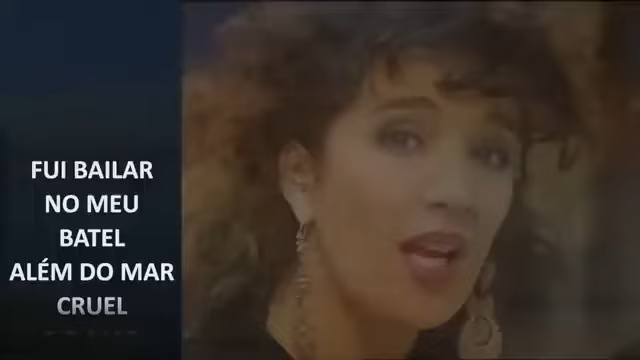 FUI BAILAR
NO MEU
BATEL
ALÉM DO MAR
CRUEL